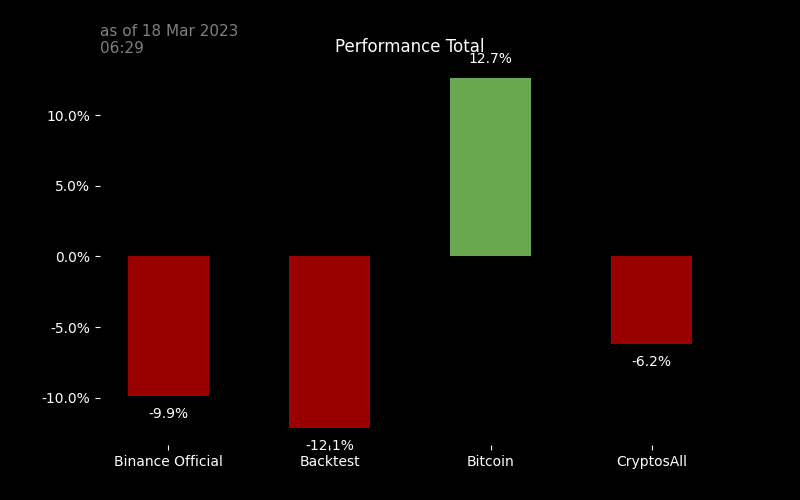 as of 18 Mar 2023
06:29
Performance Total
12.7%
10.0%
5.0%
0.0%
-5.0%
-10.0%
-9.9%
-12.1%
-6.2%
Binance Official
Backtest
Bitcoin
CryptosAll